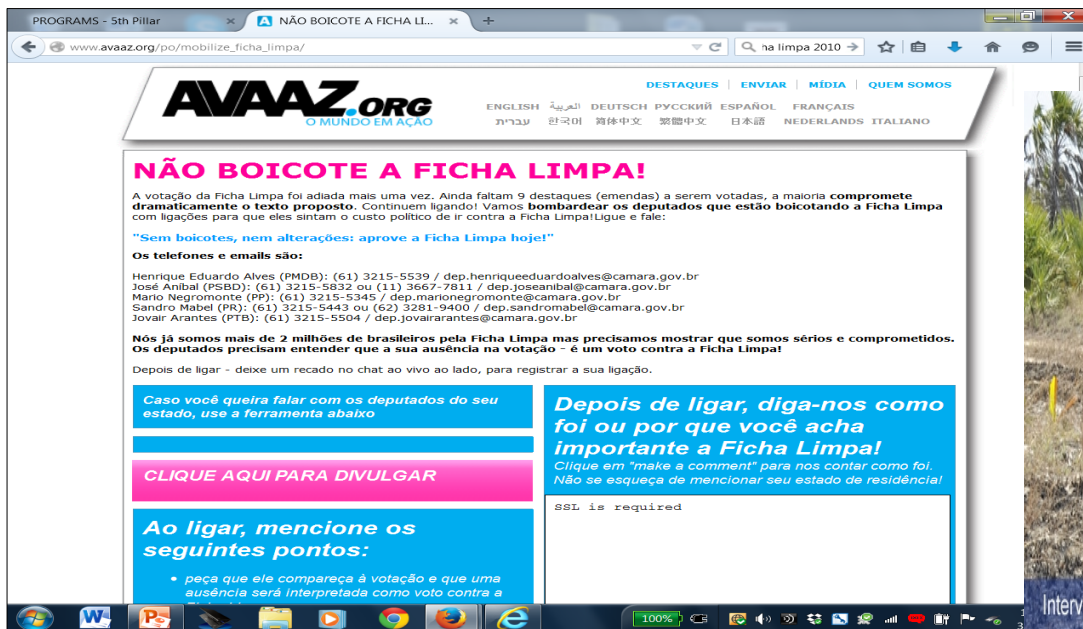 PROGRAMS - 5th Pillar
NÃO BOICOTE A FICHA LI...
www.avaaz.org/po/mobilize_ficha_limpa/
na limpa 2010
AVAAZ.ORG
O MUNDO EM AÇÃO
DESTAQUES | ENVIAR | MÍDIA | QUEM SOMOS
ENGLISH العربية DEUTSCH РУССКИЙ ESPAÑOL FRANÇAIS
עברית 한국어 简体中文 繁體中文 日本語 NEDERLANDS ITALIANO
NÃO BOICOTE A FICHA LIMPA!
A votação da Ficha Limpa foi adiada mais uma vez. Ainda faltam 9 destaques (emendas) a serem votadas, a maioria compromete
dramaticamente o texto proposto. Continuem ligando! Vamos bombardear os deputados que estão boicotando a Ficha Limpa
com ligações para que eles sintam o custo político de ir contra a Ficha Limpa!Ligue e fale:
"Sem boicotes, nem alterações: aprove a Ficha Limpa hoje!"
Os telefones e emails são:
Henrique Eduardo Alves (PMDB): (61) 3215-5539 / dep.henriqueeduardoalves@camara.gov.br
José Aníbal (PSBD): (61) 3215-5832 ou (11) 3667-7811 / dep.joseanibal@camara.gov.br
Mario Negromonte (PP): (61) 3215-5345 / dep.marionegromonte@camara.gov.br
Sandro Mabel (PR): (61) 3215-5443 ou (62) 3281-9400 / dep.sandromabel@camara.gov.br
Jovair Arantes (PTB): (61) 3215-5504 / dep.jovairarantes@camara.gov.br
Nós já somos mais de 2 milhões de brasileiros pela Ficha Limpa mas precisamos mostrar que somos sérios e comprometidos.
Os deputados precisam entender que a sua ausência na votação - é um voto contra a Ficha Limpa!
Depois de ligar - deixe um recado no chat ao vivo ao lado, para registrar a sua ligação.
Caso você queira falar com os deputados do seu
estado, use a ferramenta abaixo
CLIQUE AQUI PARA DIVULGAR
Ao ligar, mencione os
seguintes pontos:
• peça que ele compareça à votação e que uma
ausência será interpretada como voto contra a
Depois de ligar, diga-nos como
foi ou por que você acha
importante a Ficha Limpa!
Clique em "make a comment" para nos contar como foi.
Não se esqueça de mencionar seu estado de residência!
SSL is required
100%
Interv